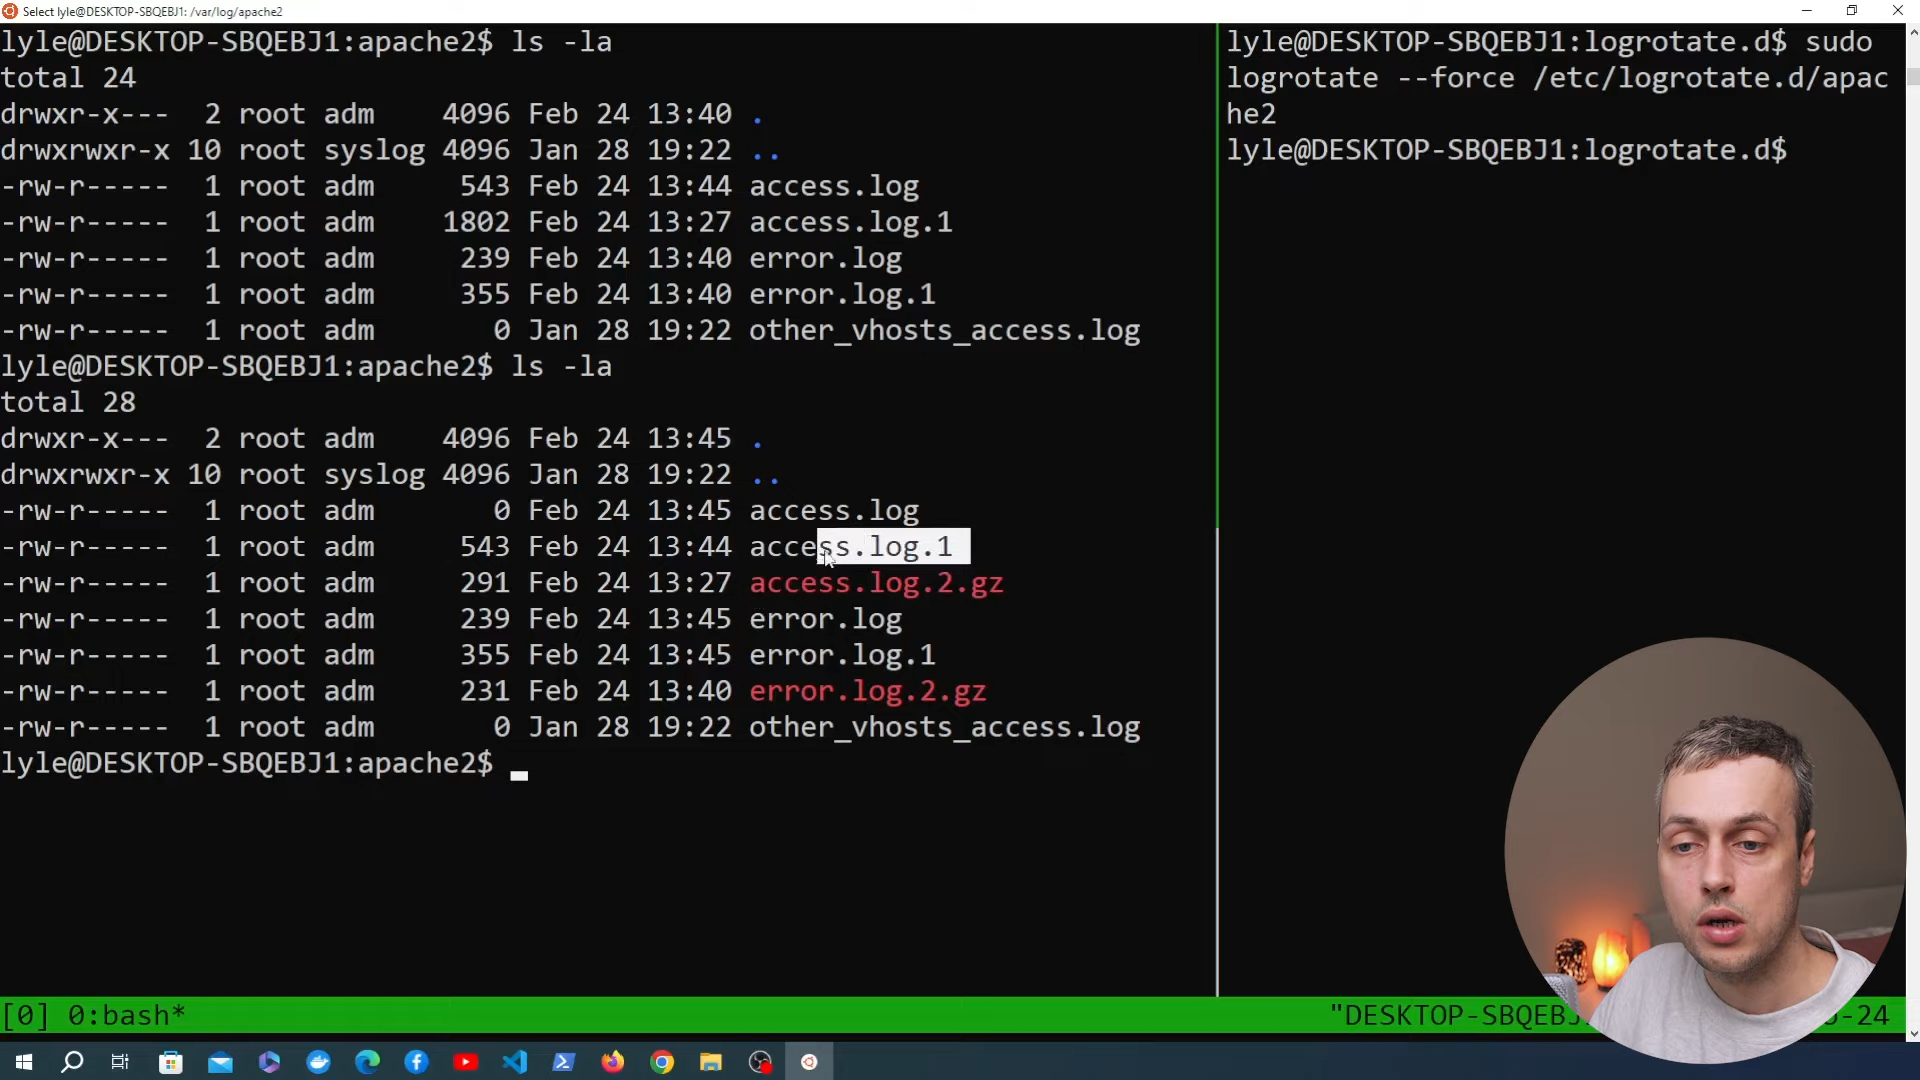 Select lyle@DESKTOP-SBQEBJ1: /var/log/apache2
lyle@DESKTOP-SBQEBJ1:apache2$ ls -la
total 24
drwxr-x---  2 root adm    4096 Feb 24 13:40 .
drwxrwxr-x 10 root syslog 4096 Jan 28 19:22 ..
-rw-r-----  1 root adm     543 Feb 24 13:44 access.log
-rw-r-----  1 root adm    1802 Feb 24 13:27 access.log.1
-rw-r-----  1 root adm     239 Feb 24 13:40 error.log
-rw-r-----  1 root adm     355 Feb 24 13:40 error.log.1
-rw-r-----  1 root adm       0 Jan 28 19:22 other_vhosts_access.log
lyle@DESKTOP-SBQEBJ1:apache2$ ls -la
total 28
drwxr-x---  2 root adm    4096 Feb 24 13:45 .
drwxrwxr-x 10 root syslog 4096 Jan 28 19:22 ..
-rw-r-----  1 root adm       0 Feb 24 13:45 access.log
-rw-r-----  1 root adm     543 Feb 24 13:44 access.log.1
-rw-r-----  1 root adm     291 Feb 24 13:27 access.log.2.gz
-rw-r-----  1 root adm     239 Feb 24 13:45 error.log
-rw-r-----  1 root adm     355 Feb 24 13:45 error.log.1
-rw-r-----  1 root adm     231 Feb 24 13:40 error.log.2.gz
-rw-r-----  1 root adm       0 Jan 28 19:22 other_vhosts_access.log
lyle@DESKTOP-SBQEBJ1:apache2$
lyle@DESKTOP-SBQEBJ1:logrotate.d$ sudo
logrotate --force /etc/logrotate.d/apac
he2
lyle@DESKTOP-SBQEBJ1:logrotate.d$
[0] 0:bash*
"DESKTOP-SBQEBJ
-24